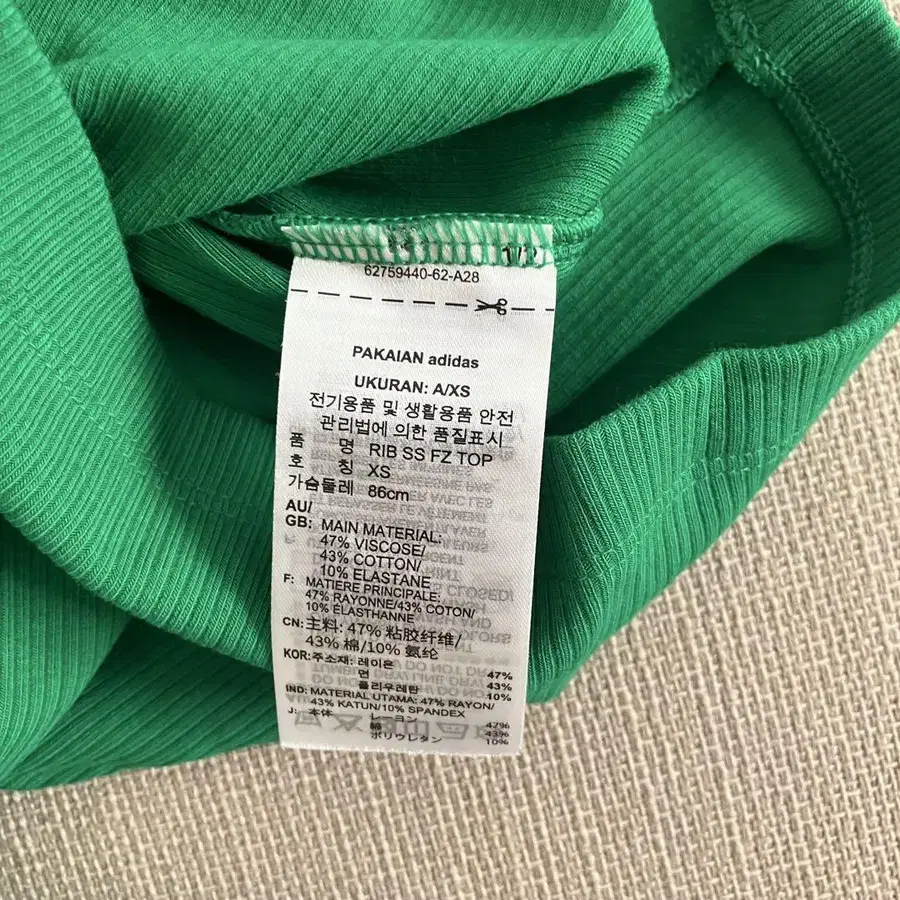 62759440-62-A28
PAKAIAN adidas
UKURAN: A/XS
전기용품 및 생활용품 안전
관리법에 의한 품질표시
품 명 RIB SS FZ TOP
호 칭 XS
가슴둘레 86cm
AU/
GB: MAIN MATERIAL:
47% VISCOSE/
43% COTTON/
10% ELASTANE
F: MATIERE PRINCIPALE:
47% RAYONNE/43% COTON/
10% ÉLASTHANNE
CN: 主料: 47% 粘胶纤维/
43% 棉/10% 氨纶
KOR: 주소재: 레이온 47%
면 43%
폴리우레탄 10%
IND: MATERIAL UTAMA: 47% RAYON/
43% KATUN/10% SPANDEX
J: 本体 レーヨン 47%
綿 43%
ポリウレタン 10%